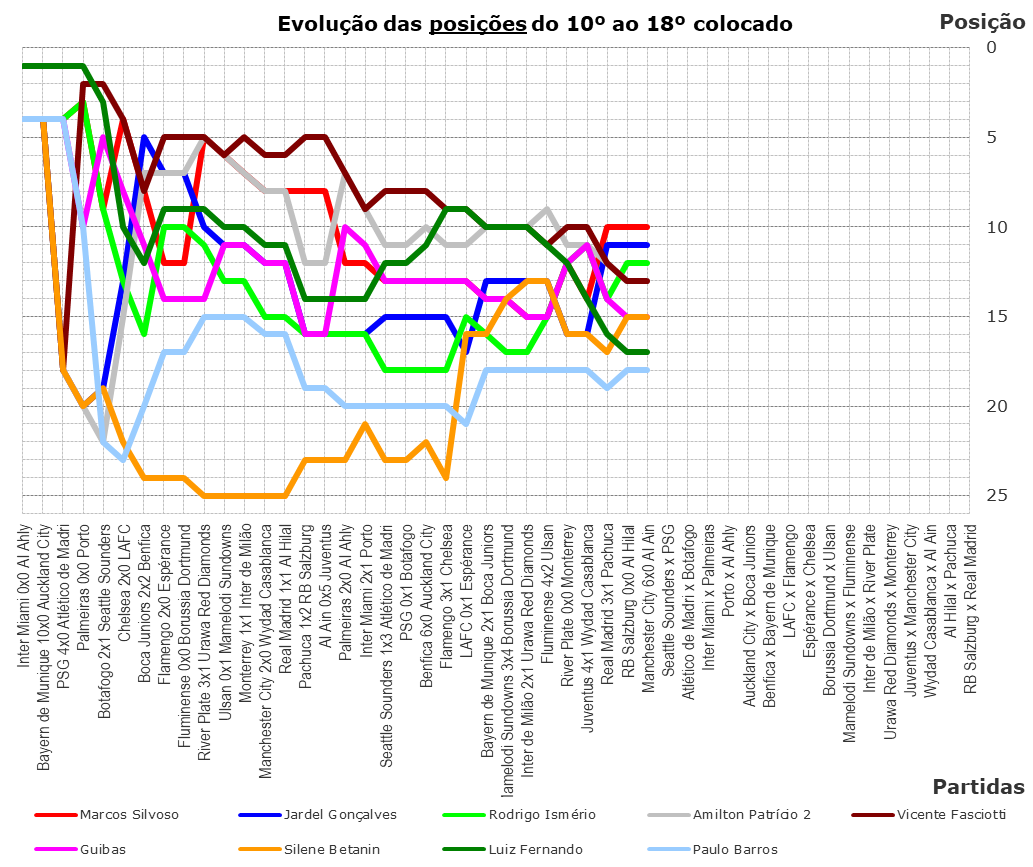 Evolução das posições do 10º ao 18º colocado
Posição
0
5
10
15
20
25
Inter Miami 0x0 Al Ahly
Bayern de Munique 10x0 Auckland City
PSG 4x0 Atlético de Madri
Palmeiras 0x0 Porto
Botafogo 2x1 Seattle Sounders
Chelsea 2x0 LAFC
Boca Juniors 2x2 Benfica
Flamengo 2x0 Espérance
Fluminense 0x0 Borussia Dortmund
River Plate 3x1 Urawa Red Diamonds
Ulsan 0x1 Mamelodi Sundowns
Monterrey 1x1 Inter de Milão
Manchester City 2x0 Wydad Casablanca
Real Madrid 1x1 Al Hilal
Pachuca 1x2 RB Salzburg
Al Ain 0x5 Juventus
Palmeiras 2x0 Al Ahly
Inter Miami 2x1 Porto
Seattle Sounders 1x3 Atlético de Madri
PSG 0x1 Botafogo
Benfica 6x0 Auckland City
Flamengo 3x1 Chelsea
LAFC 0x1 Espérance
Bayern de Munique 2x1 Boca Juniors
lamelodi Sundowns 3x4 Borussia Dortmund
Inter de Milão 2x1 Urawa Red Diamonds
Fluminense 4x2 Ulsan
River Plate 0x0 Monterrey
Juventus 4x1 Wydad Casablanca
Real Madrid 3x1 Pachuca
RB Salzburg 0x0 Al Hilal
Manchester City 6x0 Al Ain
Seattle Sounders x PSG
Atlético de Madri x Botafogo
Inter Miami x Palmeiras
Porto x Al Ahly
Auckland City x Boca Juniors
Benfica x Bayern de Munique
LAFC x Flamengo
Espérance x Chelsea
Borussia Dortmund x Ulsan
Mamelodi Sundowns x Fluminense
Inter de Milão x River Plate
Urawa Red Diamonds x Monterrey
Juventus x Manchester City
Wydad Casablanca x Al Ain
Al Hilal x Pachuca
RB Salzburg x Real Madrid
Partidas
Marcos Silvoso
Jardel Gonçalves
Rodrigo Ismério
Amilton Patrício 2
Vicente Fasciotti
Guibas
Silene Betanin
Luiz Fernando
Paulo Barros